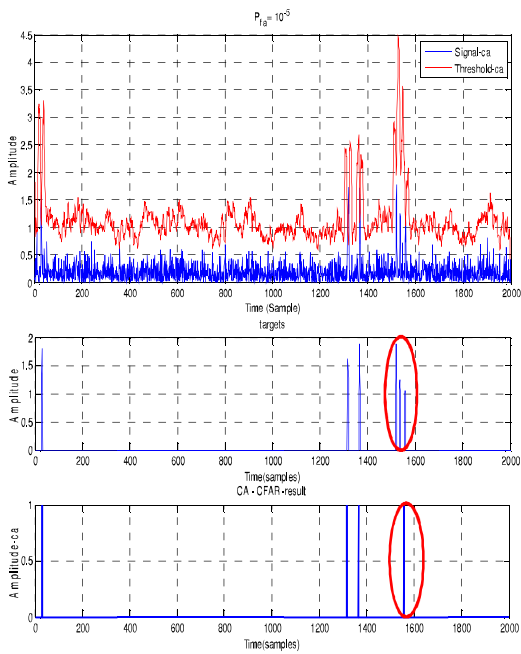 P_fa = 10^-5
4.5
4
3.5
3
2.5
2
1.5
1
0.5
0
Amplitude
Signal-ca
Threshold-ca
0 200 400 600 800 1000 1200 1400 1600 1800 2000
Time (Sample)
targets
2
1.5
1
0.5
0
Amplitude
0 200 400 600 800 1000 1200 1400 1600 1800 2000
Time(samples)
CA - CFAR -result
1
0.5
0
Amplitude-ca
0 200 400 600 800 1000 1200 1400 1600 1800 2000
Time(samples)